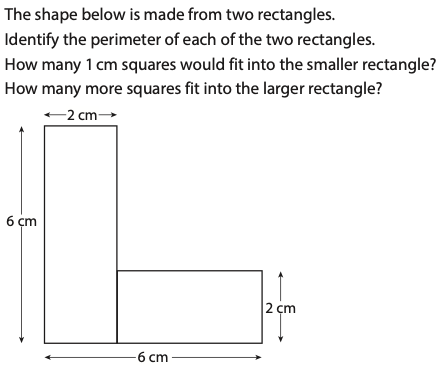 The shape below is made from two rectangles.
Identify the perimeter of each of the two rectangles.
How many 1 cm squares would fit into the smaller rectangle?
How many more squares fit into the larger rectangle?
2 cm
6 cm
2 cm
6 cm